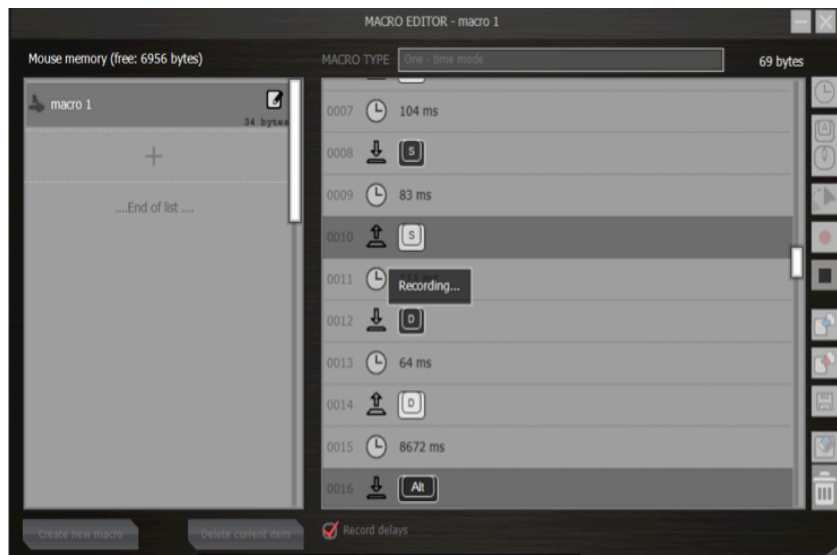 MACRO EDITOR - macro 1
Mouse memory (free: 6956 bytes)
MACRO TYPE One - time mode 69 bytes
macro 1
34 bytes
....End of list ....
0007 104 ms
0008 S
0009 83 ms
0010 S
0011
Recording...
0012 D
0013 64 ms
0014 D
0015 8672 ms
0016 Alt
Create new macro Delete current item Record delays